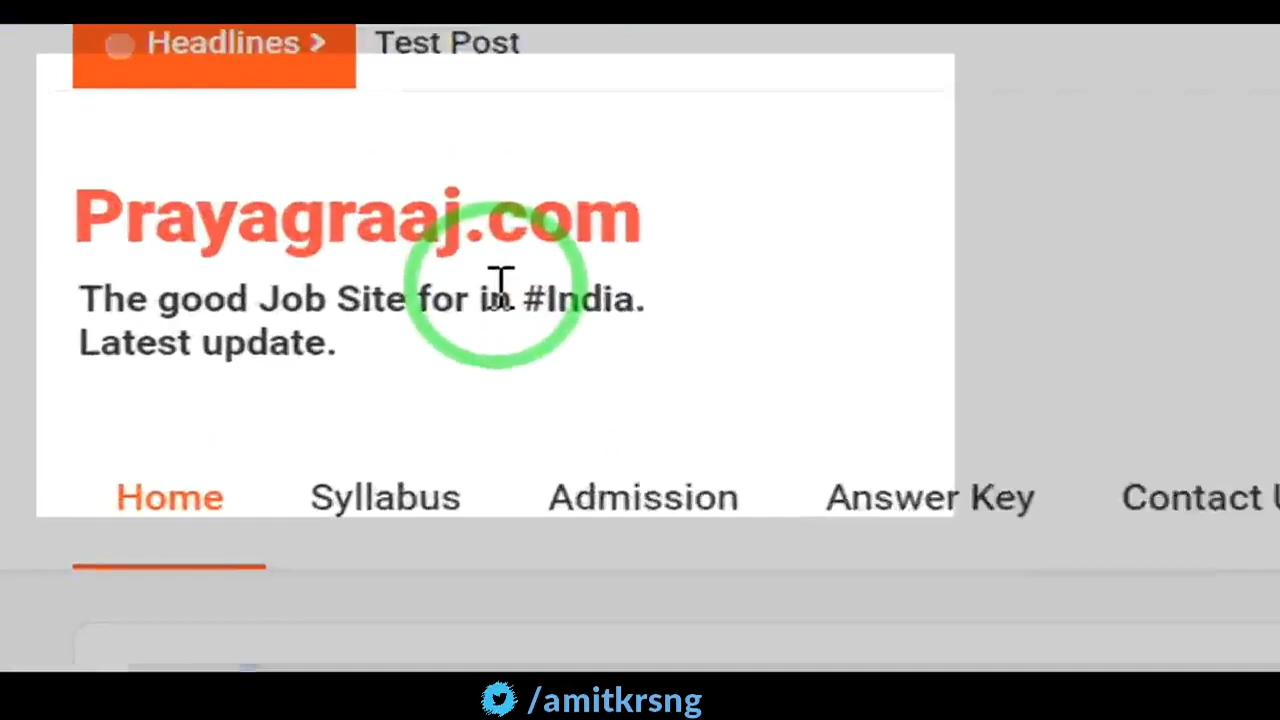 Headlines > Test Post
Prayagraaj.com
The good Job Site for in #India.
Latest update.
Home Syllabus Admission Answer Key Contact
/amitkrsng